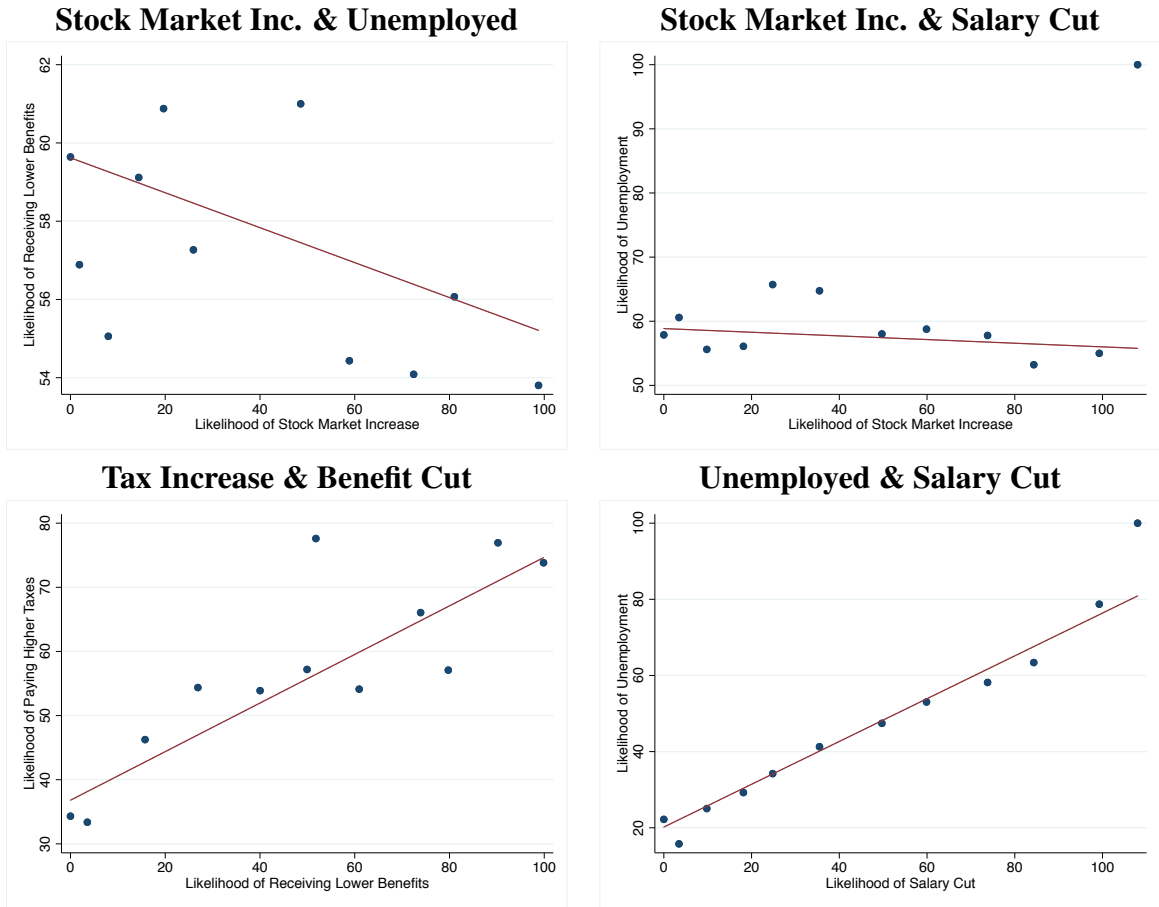 Stock Market Inc. & Unemployed
Likelihood of Receiving Lower Benefits
62
60
58
56
54
0 20 40 60 80 100
Likelihood of Stock Market Increase
Stock Market Inc. & Salary Cut
Likelihood of Unemployment
100
90
80
70
60
50
0 20 40 60 80 100
Likelihood of Stock Market Increase
Tax Increase & Benefit Cut
Likelihood of Paying Higher Taxes
80
70
60
50
40
30
0 20 40 60 80 100
Likelihood of Receiving Lower Benefits
Unemployed & Salary Cut
Likelihood of Unemployment
100
80
60
40
20
0 20 40 60 80 100
Likelihood of Salary Cut